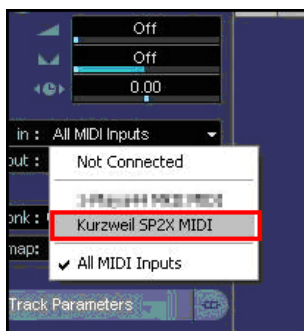 Off
Off
0.00
in : All MIDI Inputs
out :
Not Connected
Kurzweil SP2X MIDI
map:
All MIDI Inputs
Track Parameters